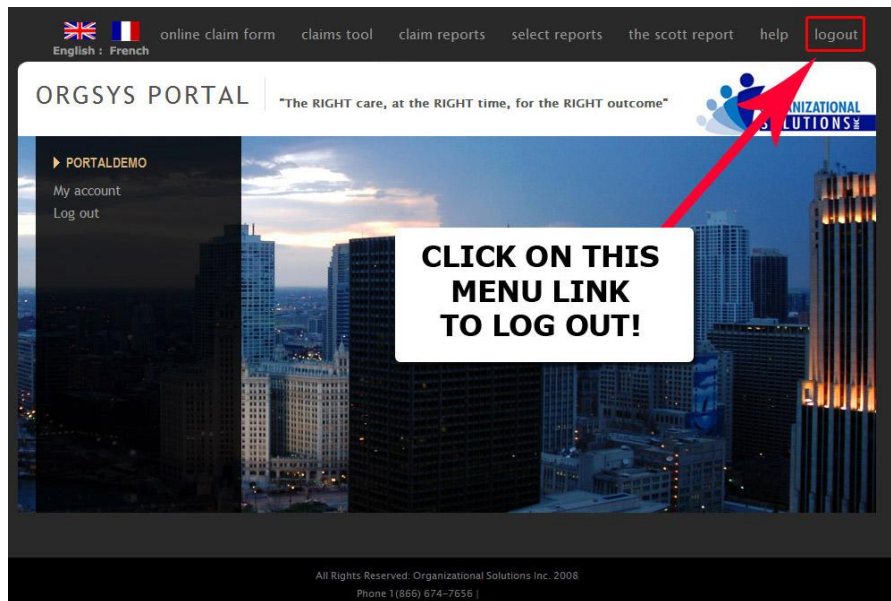 online claim form claims tool claim reports select reports the scott report help logout
English : French
ORGSYS PORTAL "The RIGHT care, at the RIGHT time, for the RIGHT outcome"
PORTALDEMO
My account
Log out
CLICK ON THIS
MENU LINK
TO LOG OUT!
All Rights Reserved: Organizational Solutions Inc. 2008
Phone 1(866) 674-7656 |